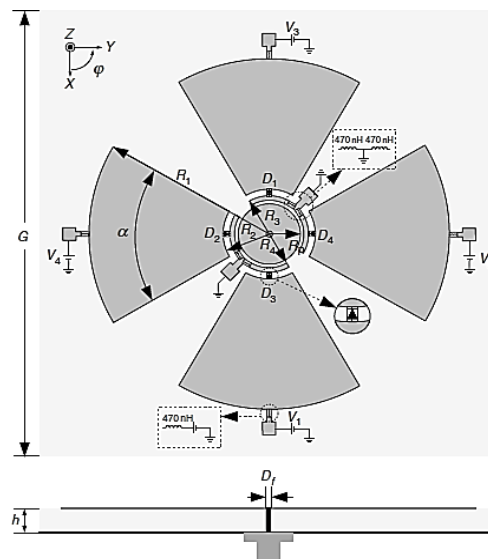 Z
Y
X
φ
V3
470 nH 470 nH
R1
D1
R3
α
D2
R2
R4
Rp
D4
G
V4
V
D3
470 nH
V1
Df
h